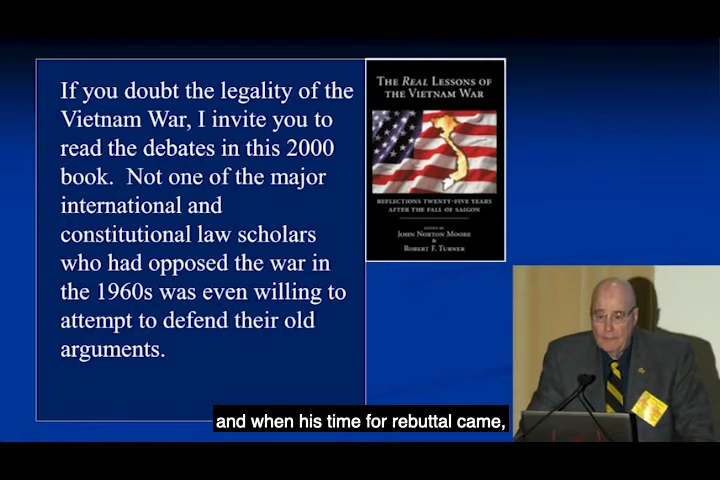 If you doubt the legality of the
Vietnam War, I invite you to
read the debates in this 2000
book.  Not one of the major
international and
constitutional law scholars
who had opposed the war in
the 1960s was even willing to
attempt to defend their old
arguments.
THE REAL LESSONS OF
THE VIETNAM WAR
REFLECTIONS TWENTY-FIVE YEARS
AFTER THE FALL OF SAIGON
EDITED BY
JOHN NORTON MOORE
&
ROBERT F. TURNER
and when his time for rebuttal came,